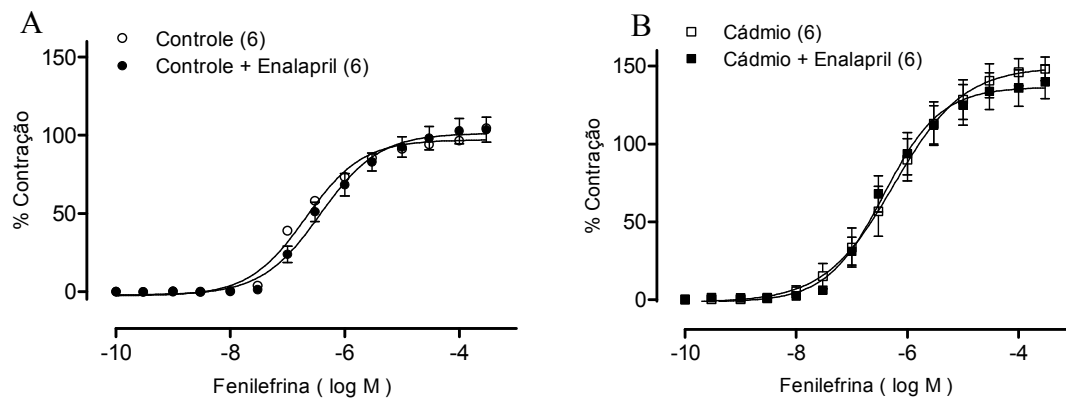 A
Controle (6)
Controle + Enalapril (6)
150
100
50
0
% Contração
-10 -8 -6 -4
Fenilefrina ( log M )
B
Cádmio (6)
Cádmio + Enalapril (6)
150
100
50
0
% Contração
-10 -8 -6 -4
Fenilefrina ( log M )